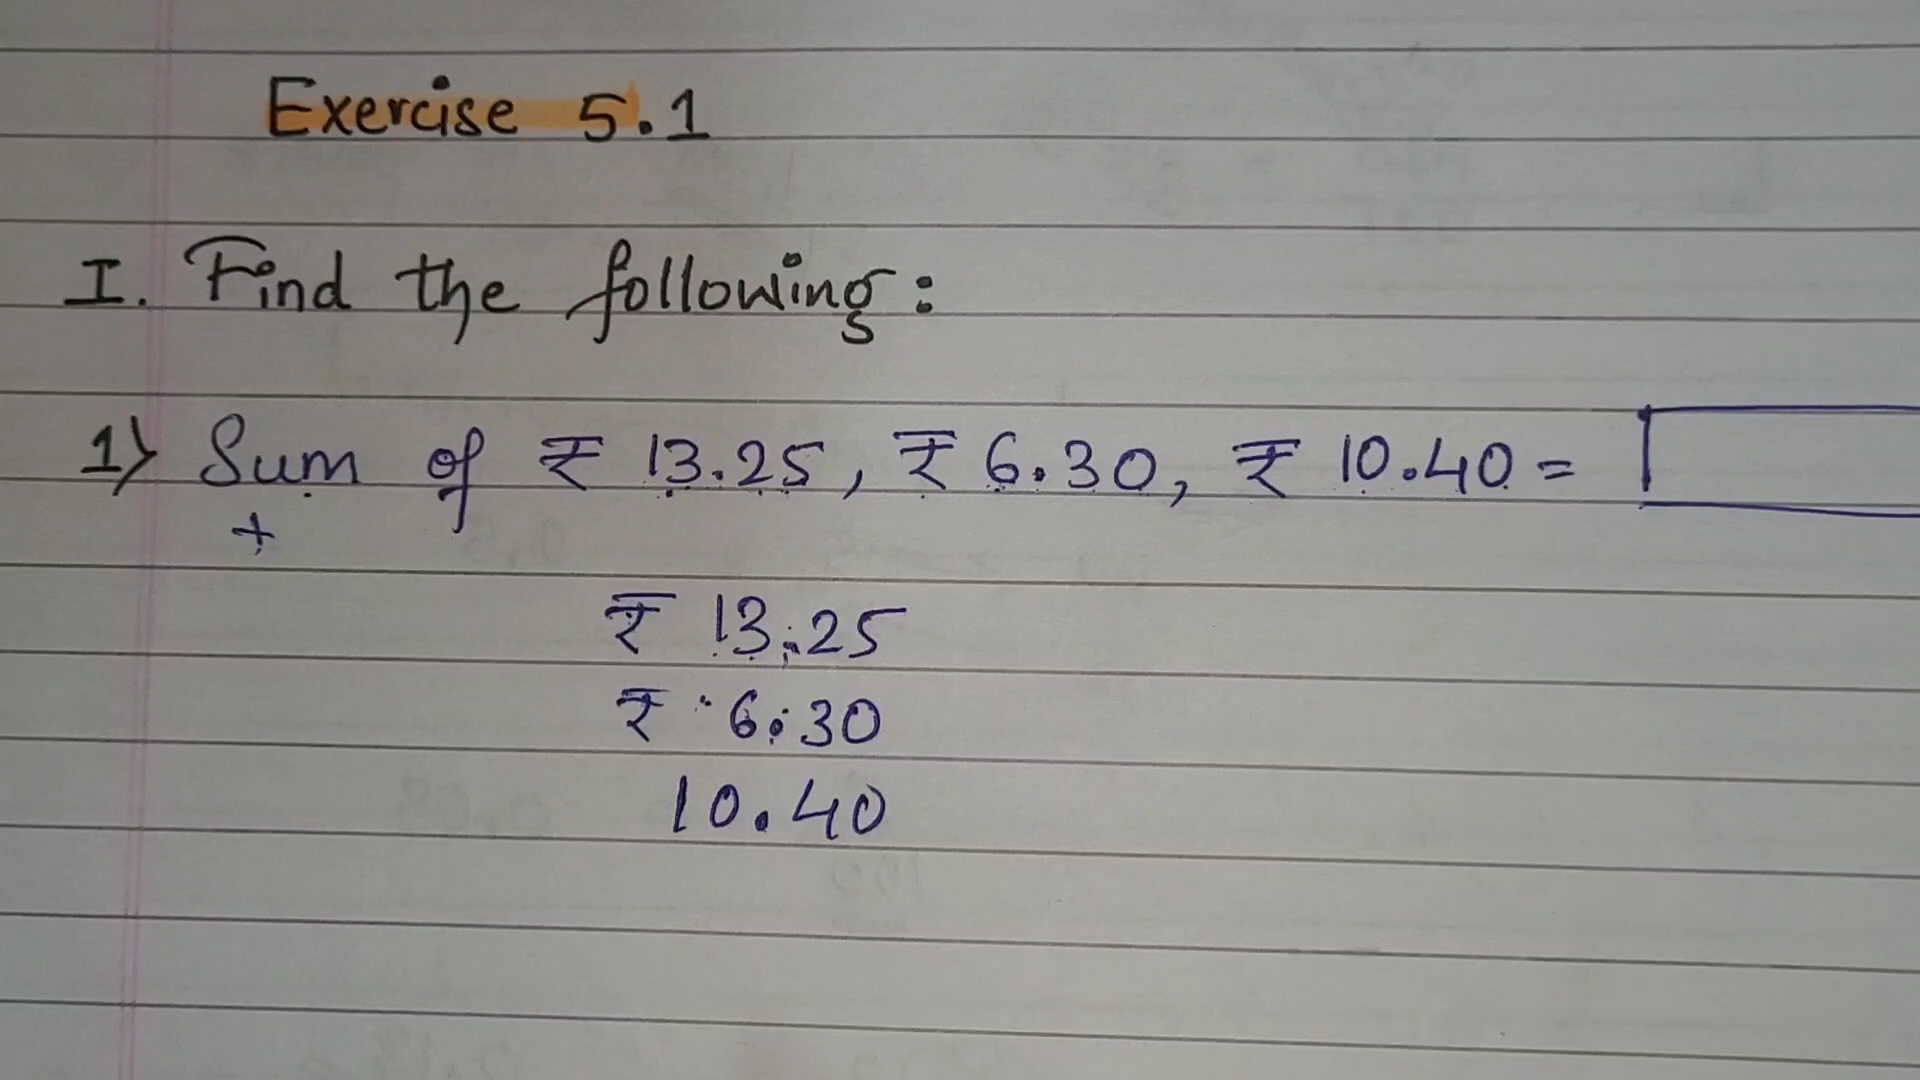 Exercise 5.1
I. Find the following:
1) Sum of ₹ 13.25, ₹ 6.30, ₹ 10.40 =
+
₹ 13.25
₹ 6.30
10.40